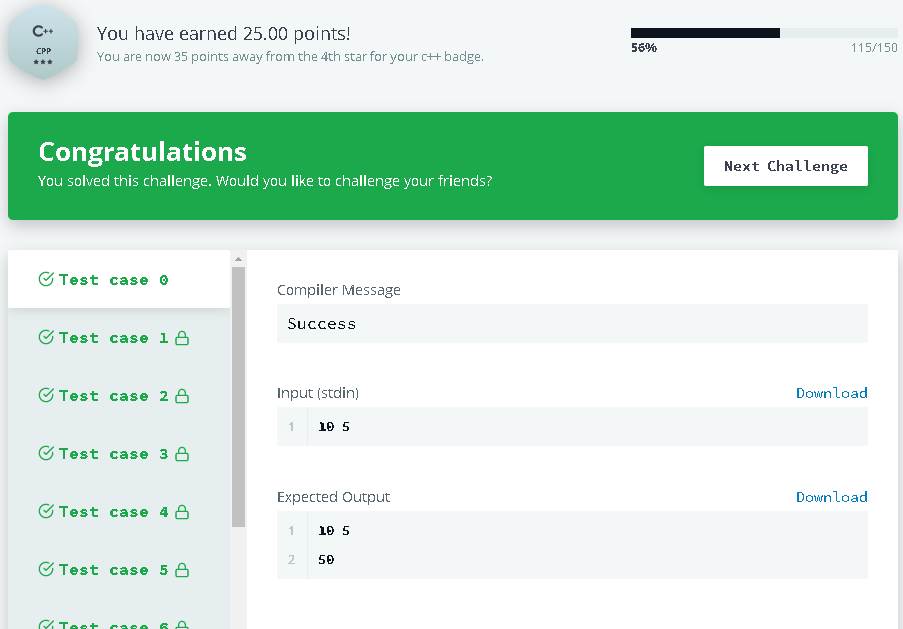 C++
CPP
★★★
You have earned 25.00 points!
You are now 35 points away from the 4th star for your c++ badge.
56%
115/150
Congratulations
You solved this challenge. Would you like to challenge your friends?
Next Challenge
Test case 0
Test case 1
Test case 2
Test case 3
Test case 4
Test case 5
Test case 6
Compiler Message
Success
Input (stdin)
Download
1 10 5
Expected Output
Download
1 10 5
2 50